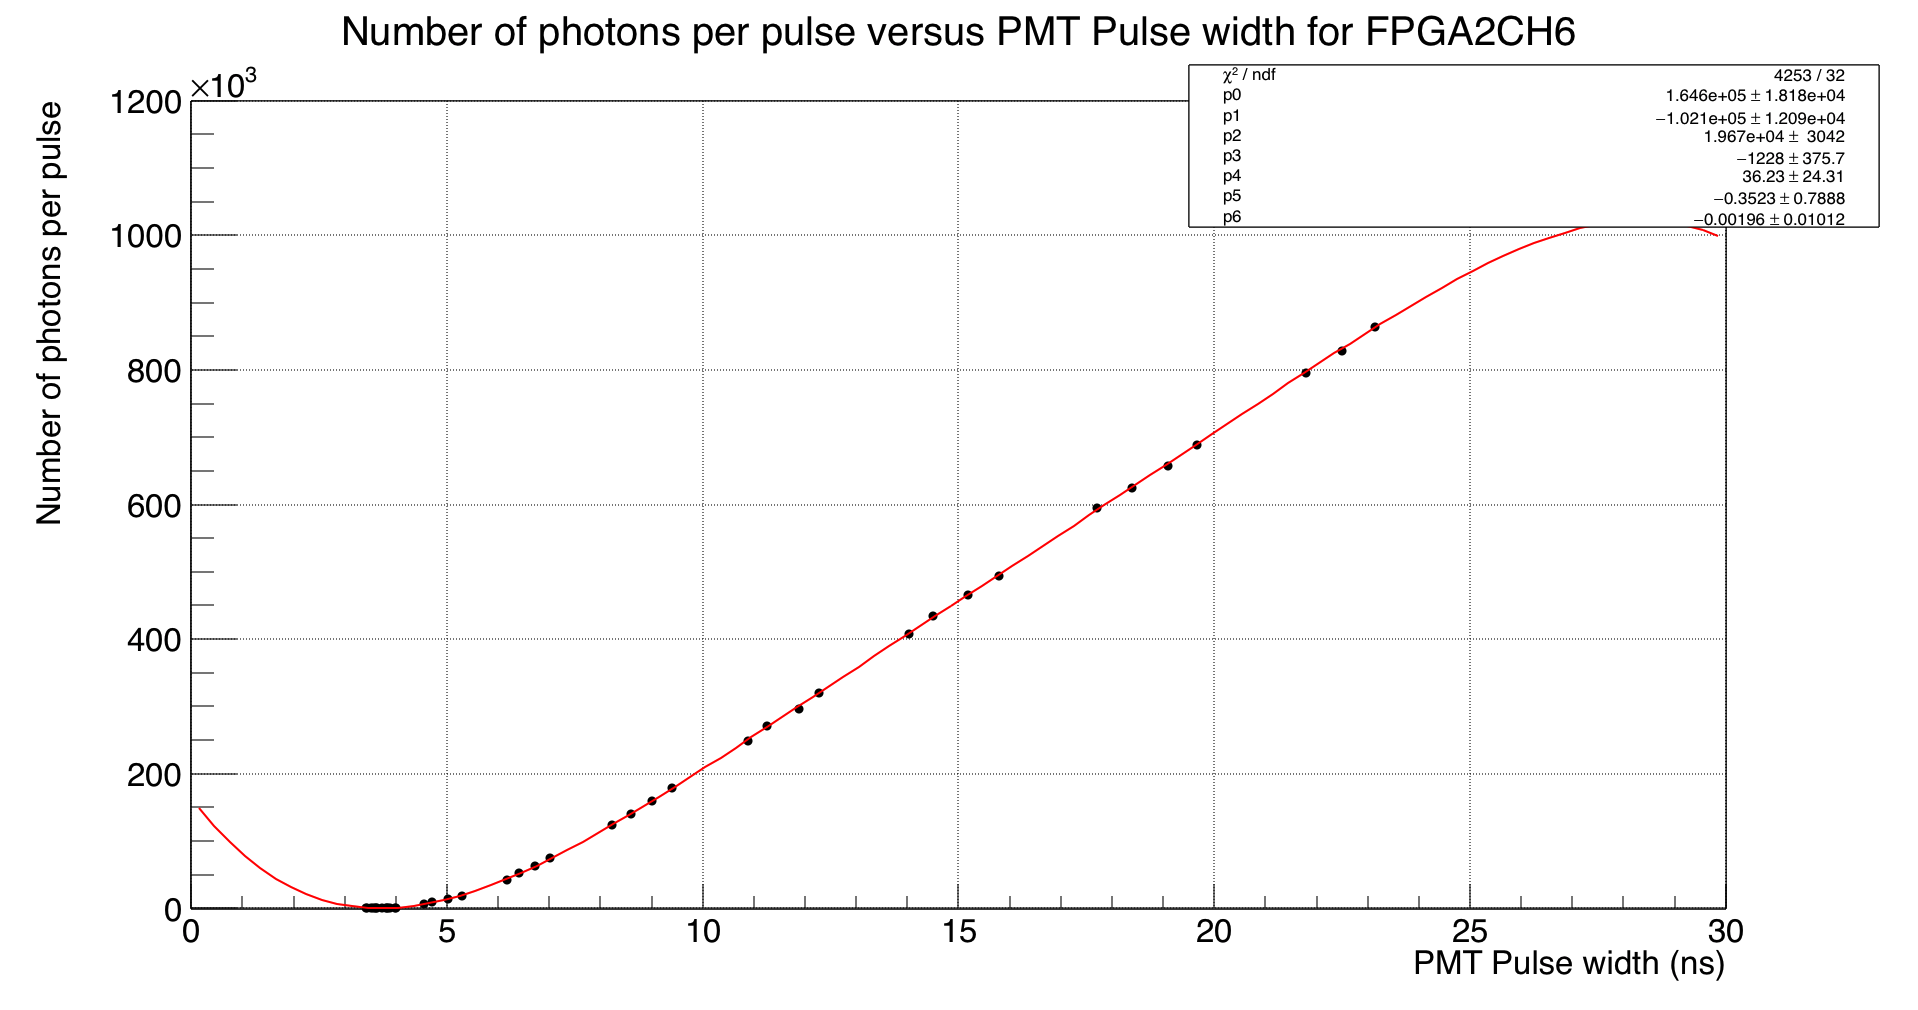 Number of photons per pulse versus PMT Pulse width for FPGA2CH6
χ² / ndf 4253 / 32
p0 1.646e+05 ± 1.818e+04
p1 −1.021e+05 ± 1.209e+04
p2 1.967e+04 ± 3042
p3 −1228 ± 375.7
p4 36.23 ± 24.31
p5 −0.3523 ± 0.7888
p6 −0.00196 ± 0.01012
×10³
1200
1000
800
600
400
200
0
Number of photons per pulse
0 5 10 15 20 25 30
PMT Pulse width (ns)